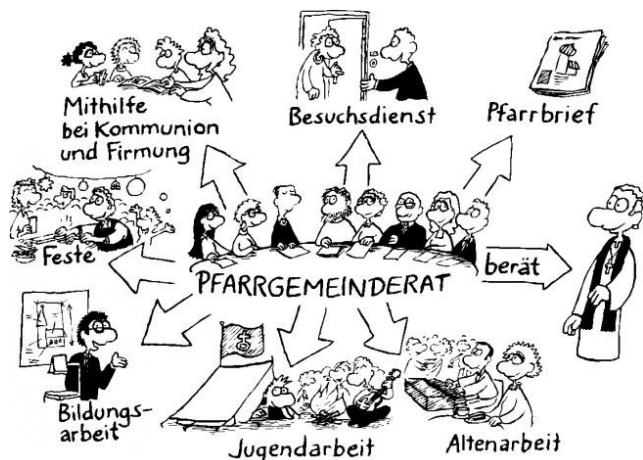 Mithilfe
bei Kommunion
und Firmung
Besuchsdienst
Pfarrbrief
Feste
PFARRGEMEINDERAT
berät
Bildungs-
arbeit
Jugendarbeit
Altenarbeit